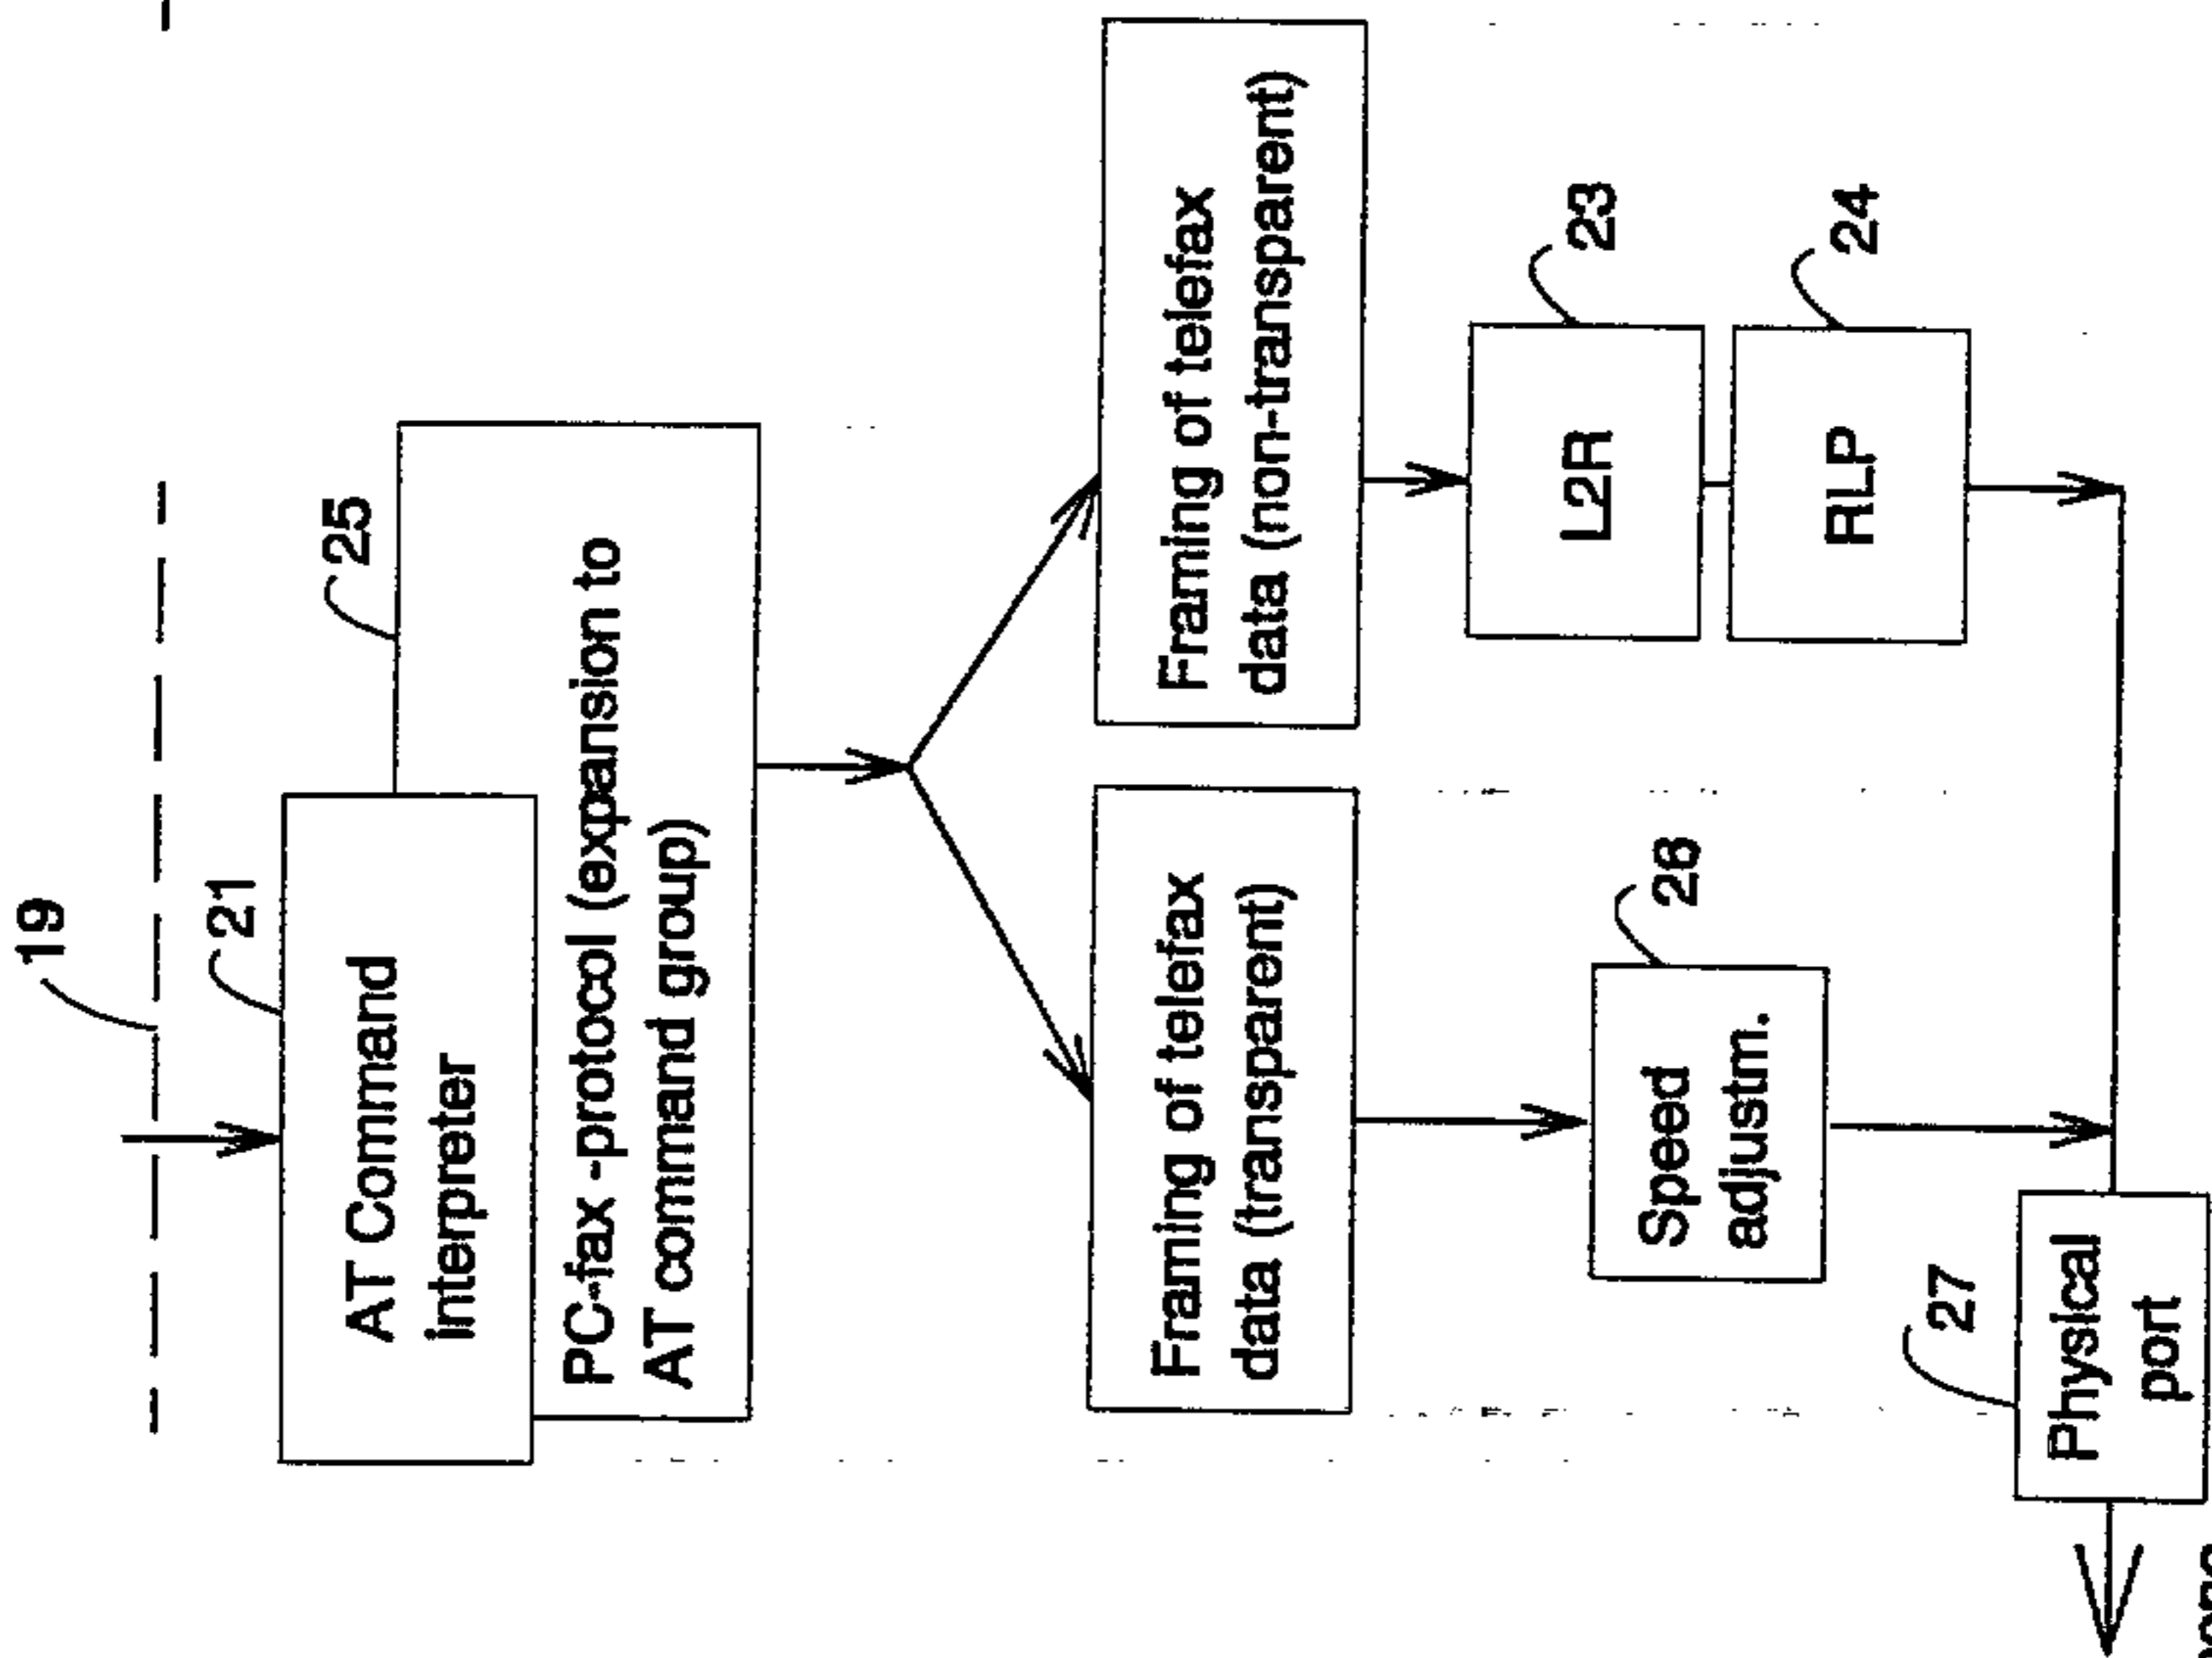 19
21
AT Command
interpreter
25
PC-fax -protocol (expansion to
AT command group)
Framing of telefax
data (transparent)
Framing of telefax
data (non-transparent)
23
L2R
28
Speed
adjustm.
24
RLP
27
Physical
port